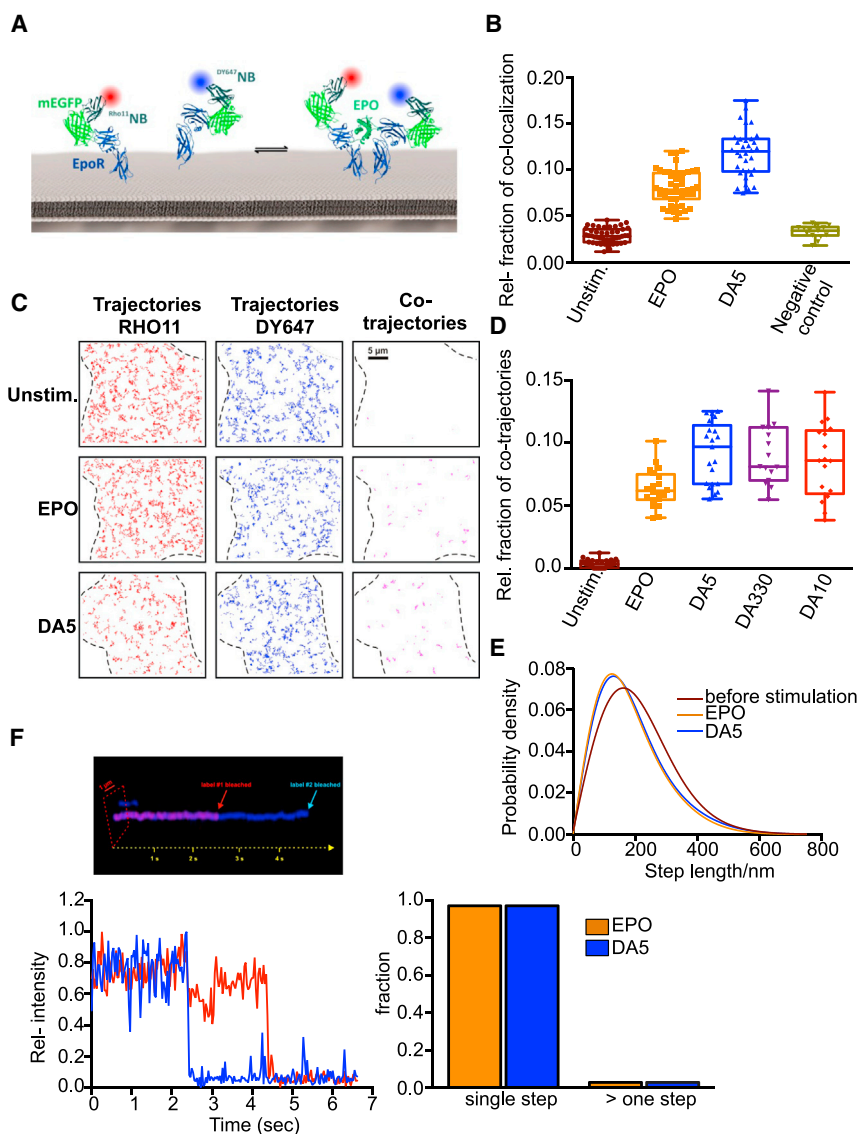 A
mEGFP
Rho11NB
DY647NB
EPO
EpoR
B
Rel- fraction of co-localization
0.20
0.15
0.10
0.05
0.00
Unstim.
EPO
DA5
Negative control
C
Trajectories RHO11
Trajectories DY647
Co-trajectories
Unstim.
5 µm
EPO
DA5
D
Rel. fraction of co-trajectories
0.15
0.10
0.05
0.0
Unstim.
EPO
DA5
DA330
DA10
E
Probability density
0.08
0.06
0.04
0.02
0.00
0
200
400
600
800
Step length/nm
before stimulation
EPO
DA5
F
label #1 bleached
label #2 bleached
1 s
2 s
3 s
4 s
Rel- intensity
1.2
1.0
0.8
0.6
0.4
0.2
0.0
0 1 2 3 4 5 6 7
Time (sec)
fraction
1.0
0.8
0.6
0.4
0.2
0.0
single step
> one step
EPO
DA5